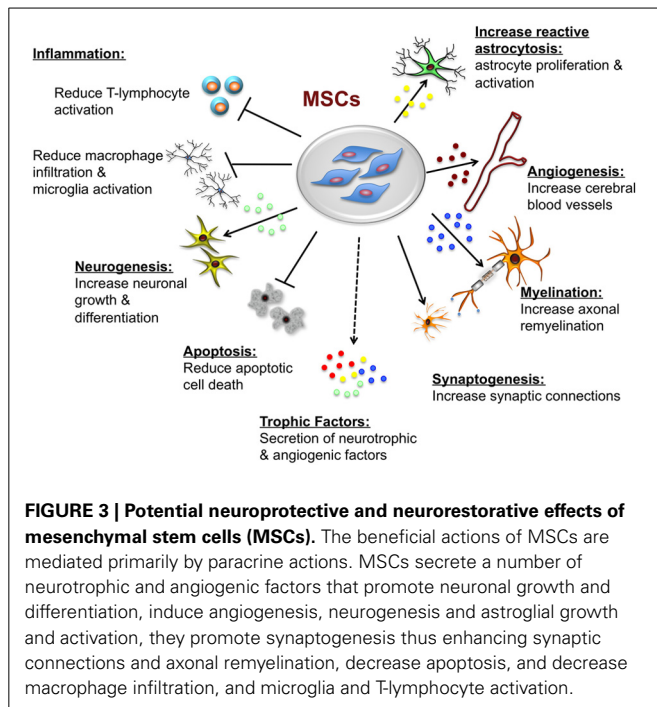 Inflammation:
Reduce T-lymphocyte
activation
Reduce macrophage
infiltration &
microglia activation
Neurogenesis:
Increase neuronal
growth &
differentiation
Apoptosis:
Reduce apoptotic
cell death
Trophic Factors:
Secretion of neurotrophic
& angiogenic factors
MSCs
Increase reactive
astrocytosis:
astrocyte proliferation &
activation
Angiogenesis:
Increase cerebral
blood vessels
Myelination:
Increase axonal
remyelination
Synaptogenesis:
Increase synaptic connections
FIGURE 3 | Potential neuroprotective and neurorestorative effects of
mesenchymal stem cells (MSCs). The beneficial actions of MSCs are
mediated primarily by paracrine actions. MSCs secrete a number of
neurotrophic and angiogenic factors that promote neuronal growth and
differentiation, induce angiogenesis, neurogenesis and astroglial growth
and activation, they promote synaptogenesis thus enhancing synaptic
connections and axonal remyelination, decrease apoptosis, and decrease
macrophage infiltration, and microglia and T-lymphocyte activation.